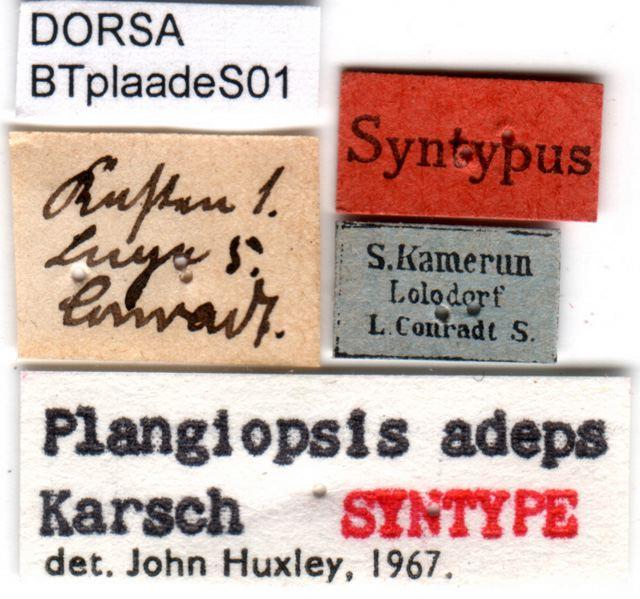 DORSA
BTplaadeS01
Syntypus
Kasten 1.
Lage 5.
Conradt.
S. Kamerun
Lolodorf
L. Conradt S.
Plangiopsis adeps
Karsch SYNTYPE
det. John Huxley, 1967.